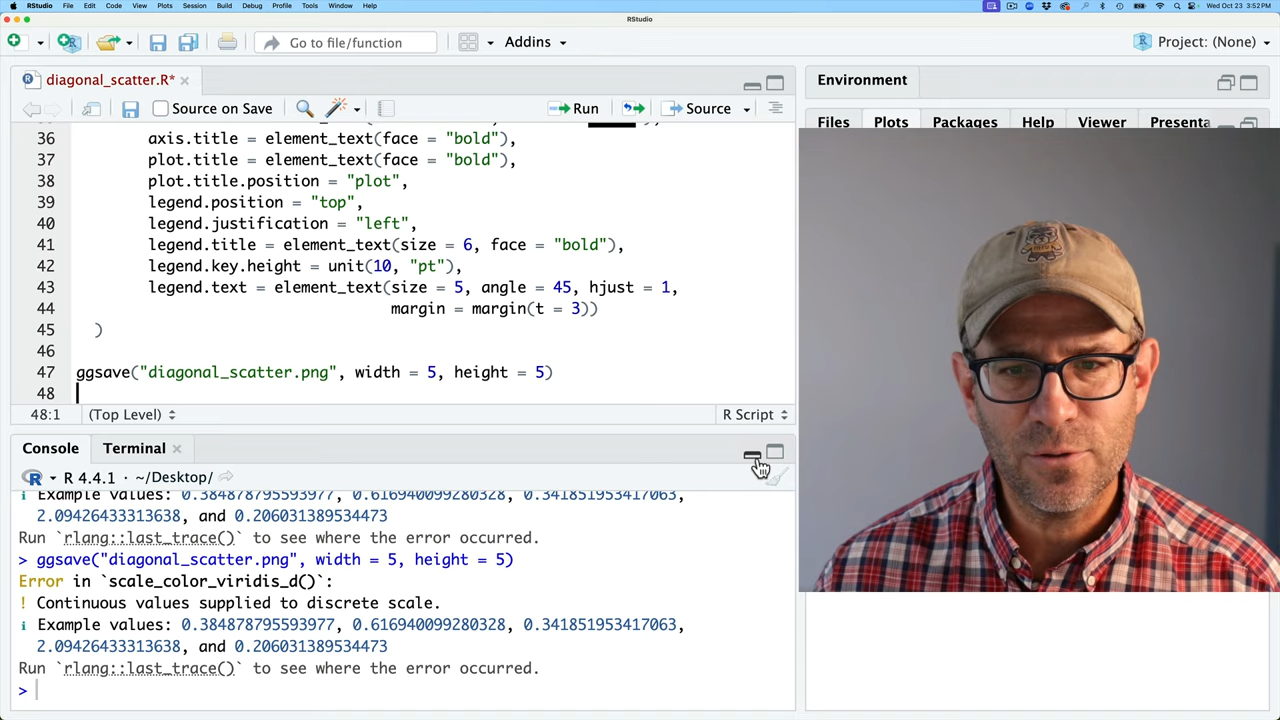 RStudio File Edit Code View Plots Session Build Debug Profile Tools Window Help
Wed Oct 23 3:52 PM
RStudio
Go to file/function
Addins
Project: (None)
diagonal_scatter.R*
Source on Save
Run
Source
36 axis.title = element_text(face = "bold"),
37 plot.title = element_text(face = "bold"),
38 plot.title.position = "plot",
39 legend.position = "top",
40 legend.justification = "left",
41 legend.title = element_text(size = 6, face = "bold"),
42 legend.key.height = unit(10, "pt"),
43 legend.text = element_text(size = 5, angle = 45, hjust = 1,
44 margin = margin(t = 3))
45 )
46
47 ggsave("diagonal_scatter.png", width = 5, height = 5)
48
48:1 (Top Level) R Script
Console Terminal
R 4.4.1 · ~/Desktop/
i Example values: 0.384878795593977, 0.616940099280328, 0.341851953417063,
2.09426433313638, and 0.206031389534473
Run `rlang::last_trace()` to see where the error occurred.
> ggsave("diagonal_scatter.png", width = 5, height = 5)
Error in `scale_color_viridis_d()`:
! Continuous values supplied to discrete scale.
i Example values: 0.384878795593977, 0.616940099280328, 0.341851953417063,
2.09426433313638, and 0.206031389534473
Run `rlang::last_trace()` to see where the error occurred.
>
Environment
Files Plots Packages Help Viewer Presenta